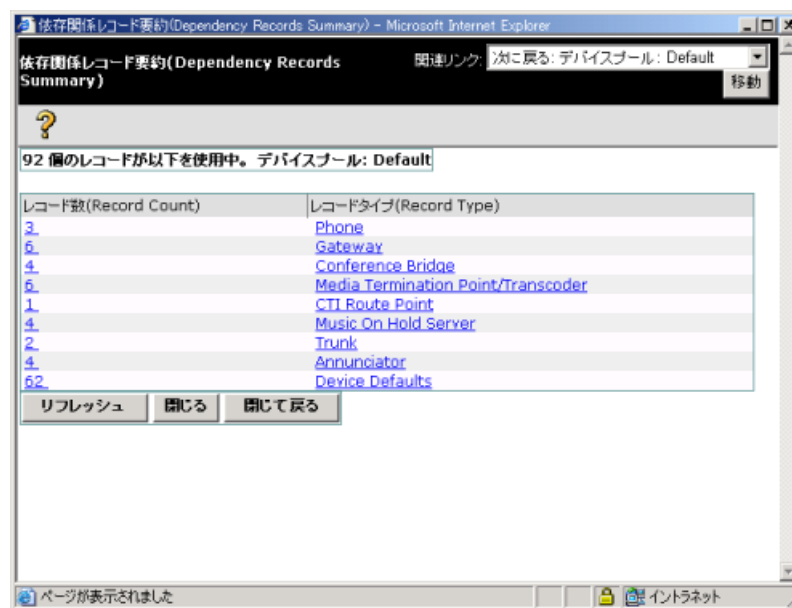 依存関係レコード要約(Dependency Records Summary) - Microsoft Internet Explorer
依存関係レコード要約(Dependency Records Summary)
関連リンク: 次に戻る: デバイスプール: Default
移動
92 個のレコードが以下を使用中。デバイスプール: Default
レコード数(Record Count) レコードタイプ(Record Type)
3 Phone
6 Gateway
4 Conference Bridge
6 Media Termination Point/Transcoder
1 CTI Route Point
4 Music On Hold Server
2 Trunk
4 Annunciator
62 Device Defaults
リフレッシュ 閉じる 閉じて戻る
ページが表示されました イントラネット